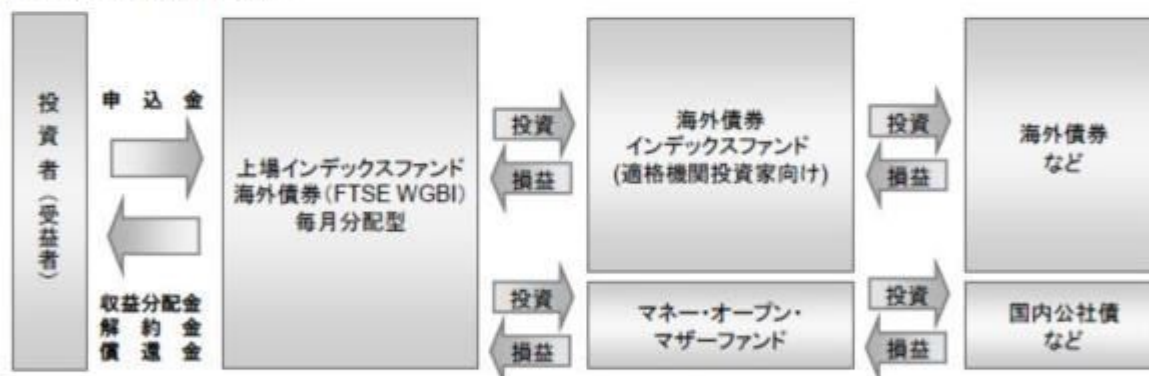 投資者（受益者）
申込金
収益分配金
解約金
償還金
上場インデックスファンド
海外債券（FTSE WGBI）
毎月分配型
投資
損益
海外債券
インデックスファンド
(適格機関投資家向け)
投資
損益
海外債券
など
投資
損益
マネー・オープン・
マザーファンド
投資
損益
国内公社債
など